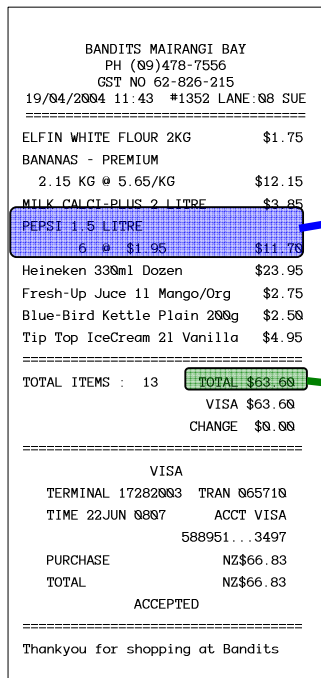 BANDITS MAIRANGI BAY
PH (09)478-7556
GST NO 62-826-215
19/04/2004 11:43 #1352 LANE:08 SUE
==================================
ELFIN WHITE FLOUR 2KG $1.75
BANANAS - PREMIUM
2.15 KG @ 5.65/KG $12.15
MILK CALCI-PLUS 2 LITRE $3.85
PEPSI 1.5 LITRE
6 @ $1.95 $11.70
Heineken 330ml Dozen $23.95
Fresh-Up Juce 1l Mango/Org $2.75
Blue-Bird Kettle Plain 200g $2.50
Tip Top IceCream 2l Vanilla $4.95
==================================
TOTAL ITEMS : 13 TOTAL $63.60
VISA $63.60
CHANGE $0.00
==================================
VISA
TERMINAL 17282003 TRAN 065710
TIME 22JUN 0807 ACCT VISA
588951...3497
PURCHASE NZ$66.83
TOTAL NZ$66.83
ACCEPTED
==================================
Thankyou for shopping at Bandits